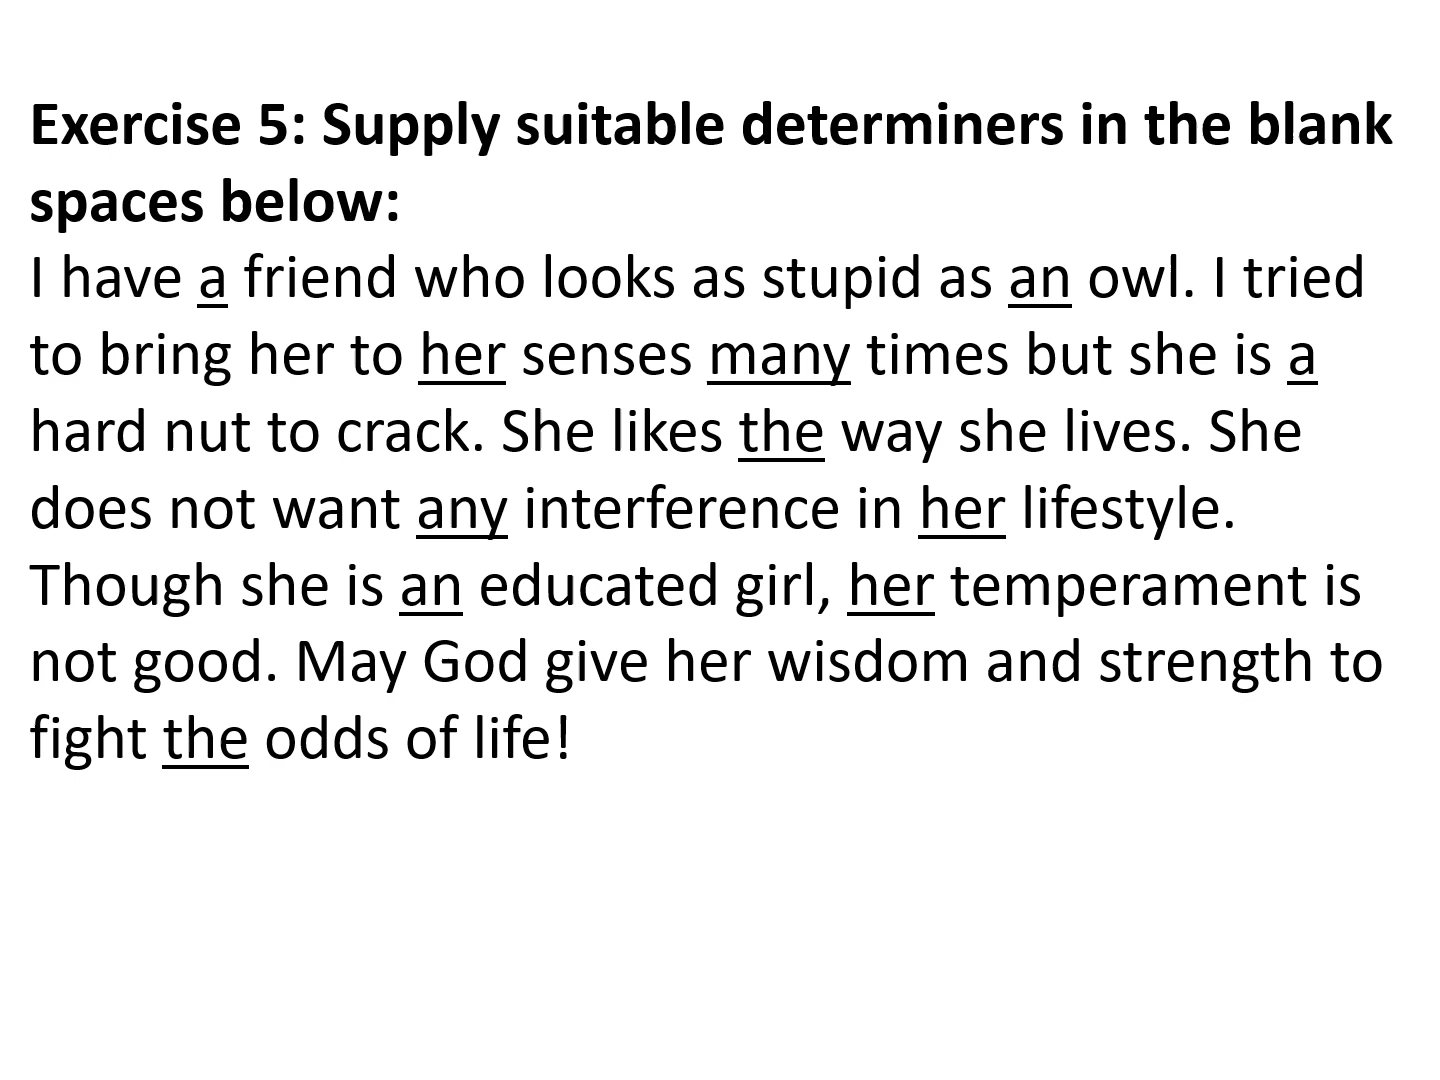 Exercise 5: Supply suitable determiners in the blank
spaces below:
I have a friend who looks as stupid as an owl. I tried
to bring her to her senses many times but she is a
hard nut to crack. She likes the way she lives. She
does not want any interference in her lifestyle.
Though she is an educated girl, her temperament is
not good. May God give her wisdom and strength to
fight the odds of life!